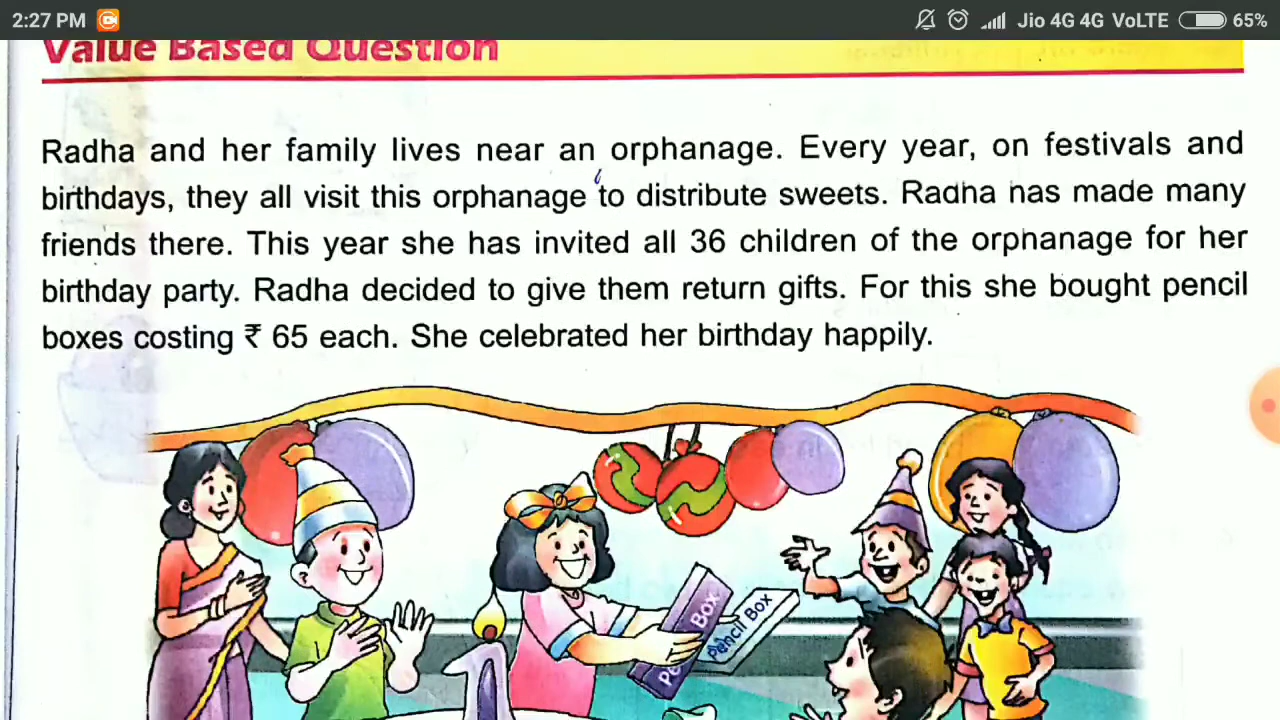 2:27 PM Jio 4G 4G VoLTE 65%
Value Based Question
Radha and her family lives near an orphanage. Every year, on festivals and
birthdays, they all visit this orphanage to distribute sweets. Radha has made many
friends there. This year she has invited all 36 children of the orphanage for her
birthday party. Radha decided to give them return gifts. For this she bought pencil
boxes costing ₹ 65 each. She celebrated her birthday happily.
Box
Pencil Box
1